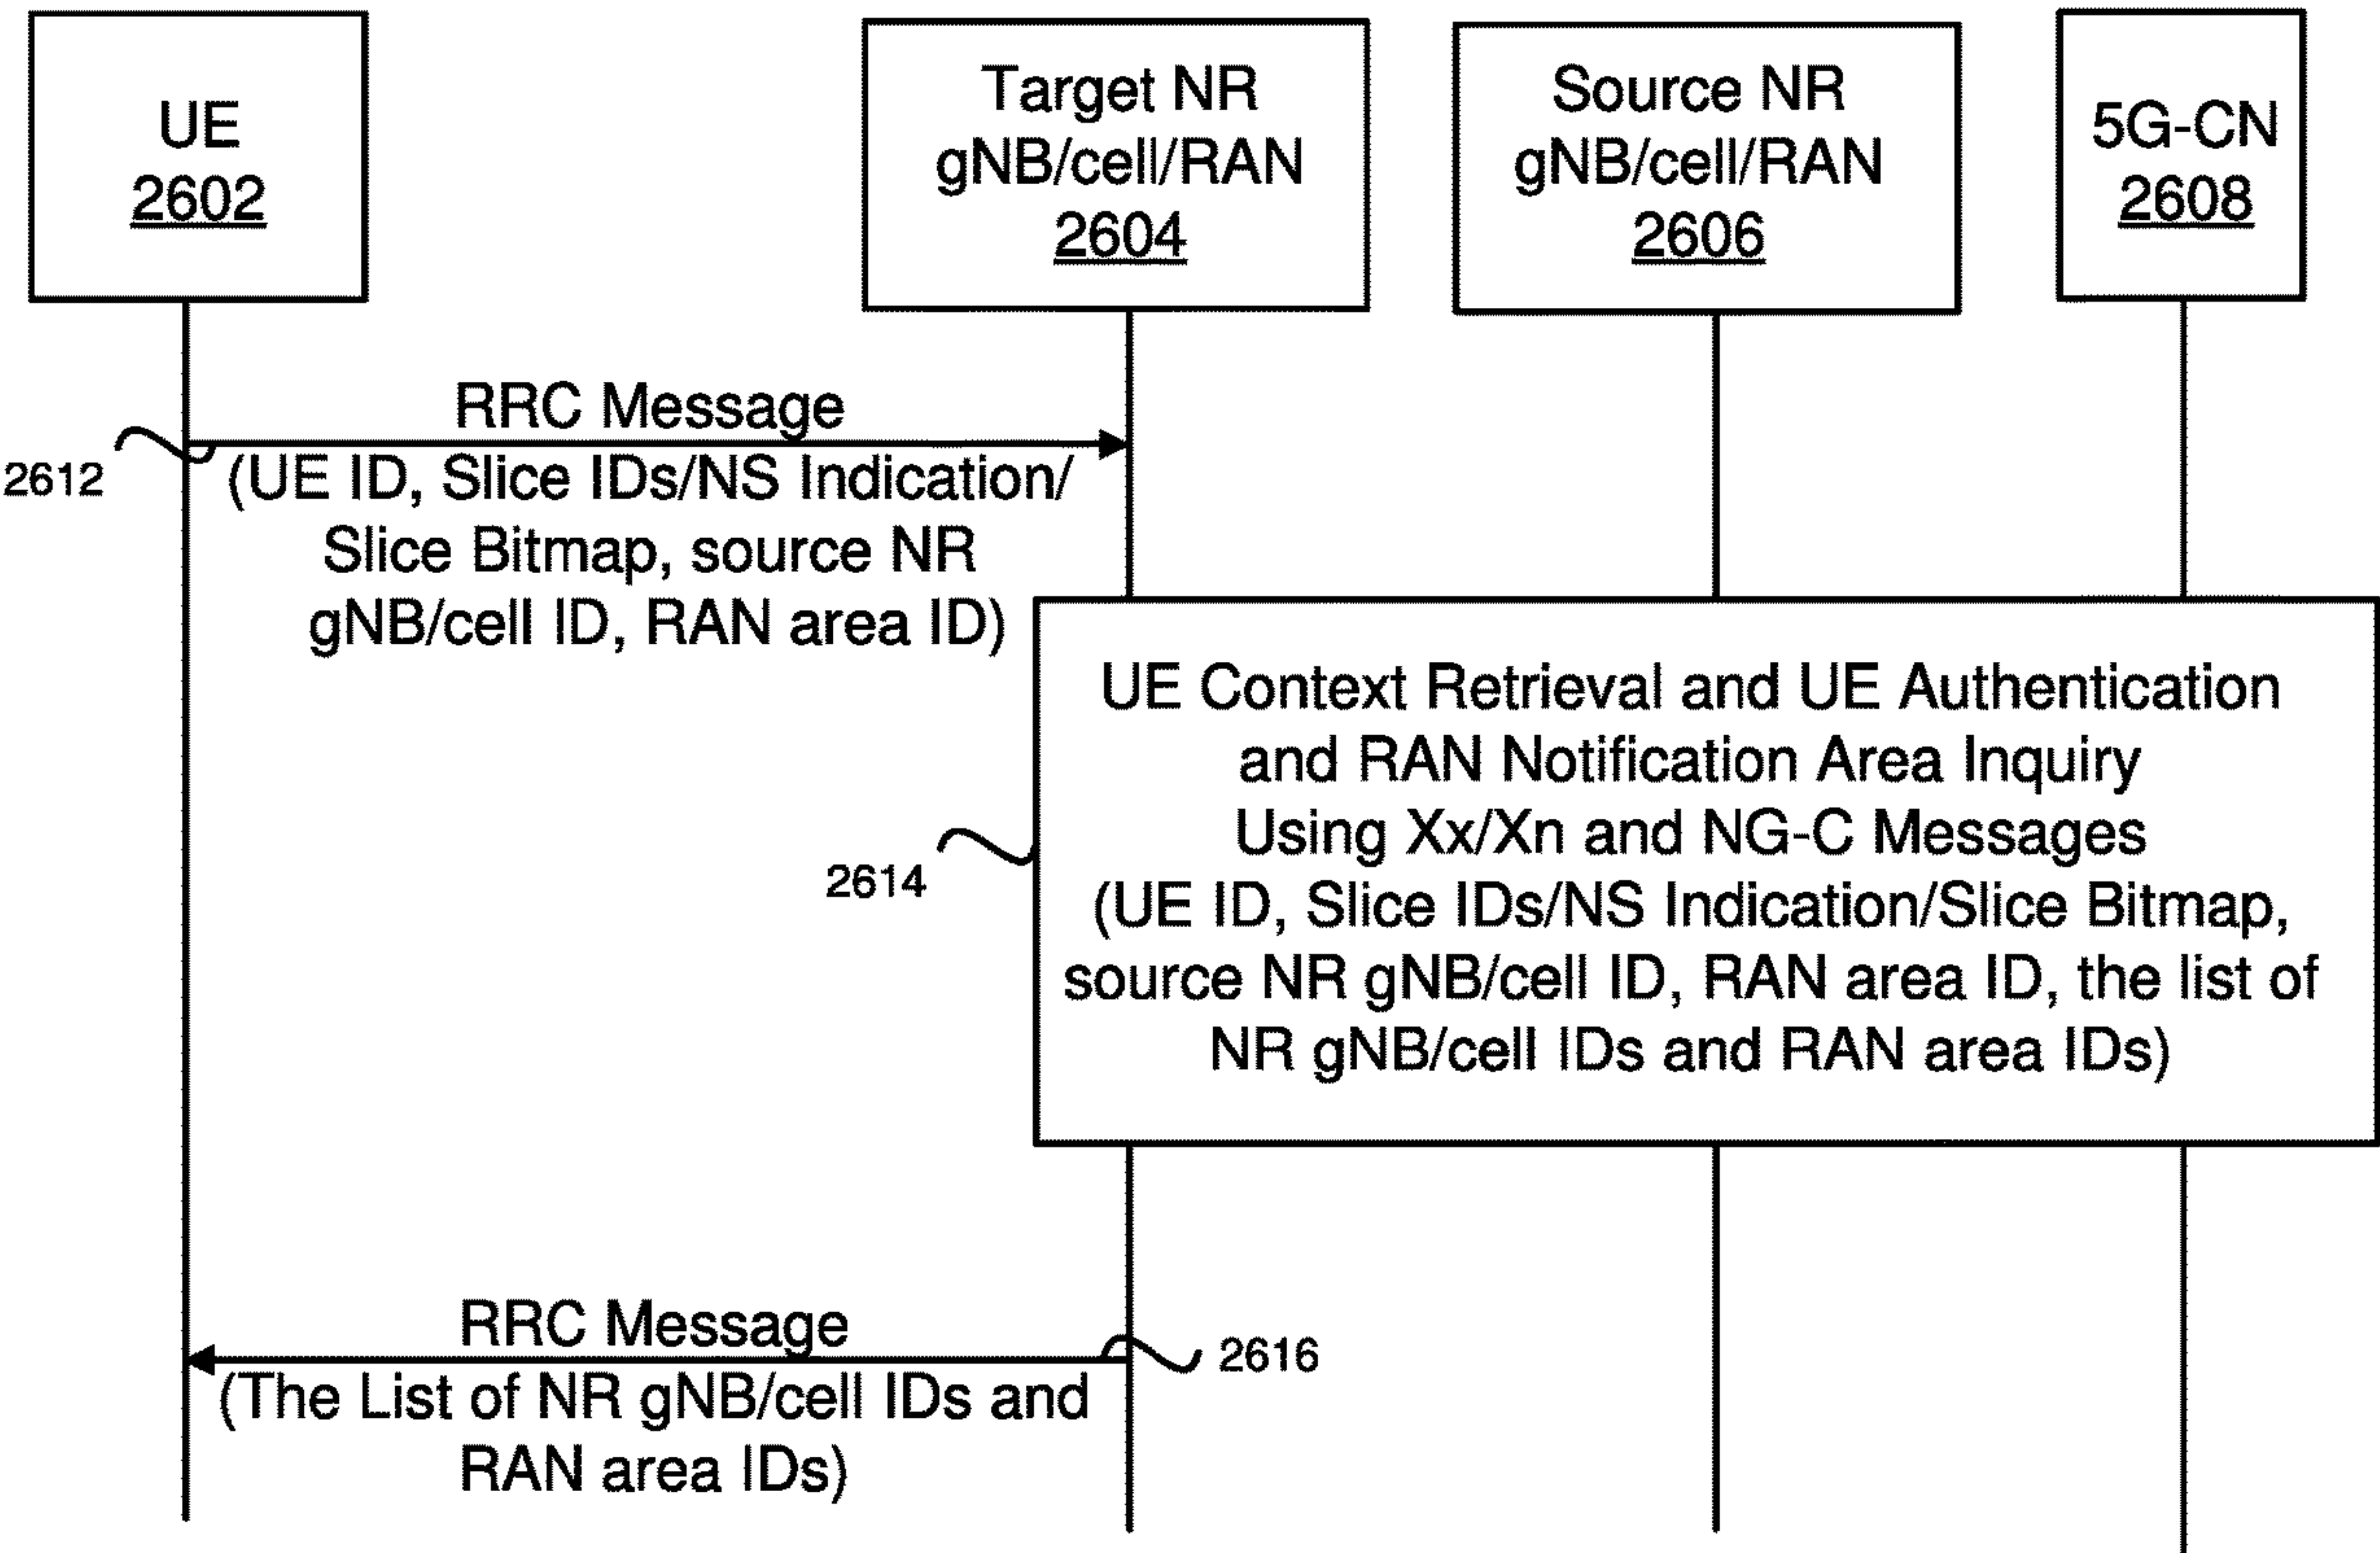 UE
2602
Target NR
gNB/cell/RAN
2604
Source NR
gNB/cell/RAN
2606
5G-CN
2608
RRC Message
2612
(UE ID, Slice IDs/NS Indication/
Slice Bitmap, source NR
gNB/cell ID, RAN area ID)
UE Context Retrieval and UE Authentication
and RAN Notification Area Inquiry
Using Xx/Xn and NG-C Messages
(UE ID, Slice IDs/NS Indication/Slice Bitmap,
source NR gNB/cell ID, RAN area ID, the list of
NR gNB/cell IDs and RAN area IDs)
2614
RRC Message
2616
(The List of NR gNB/cell IDs and
RAN area IDs)